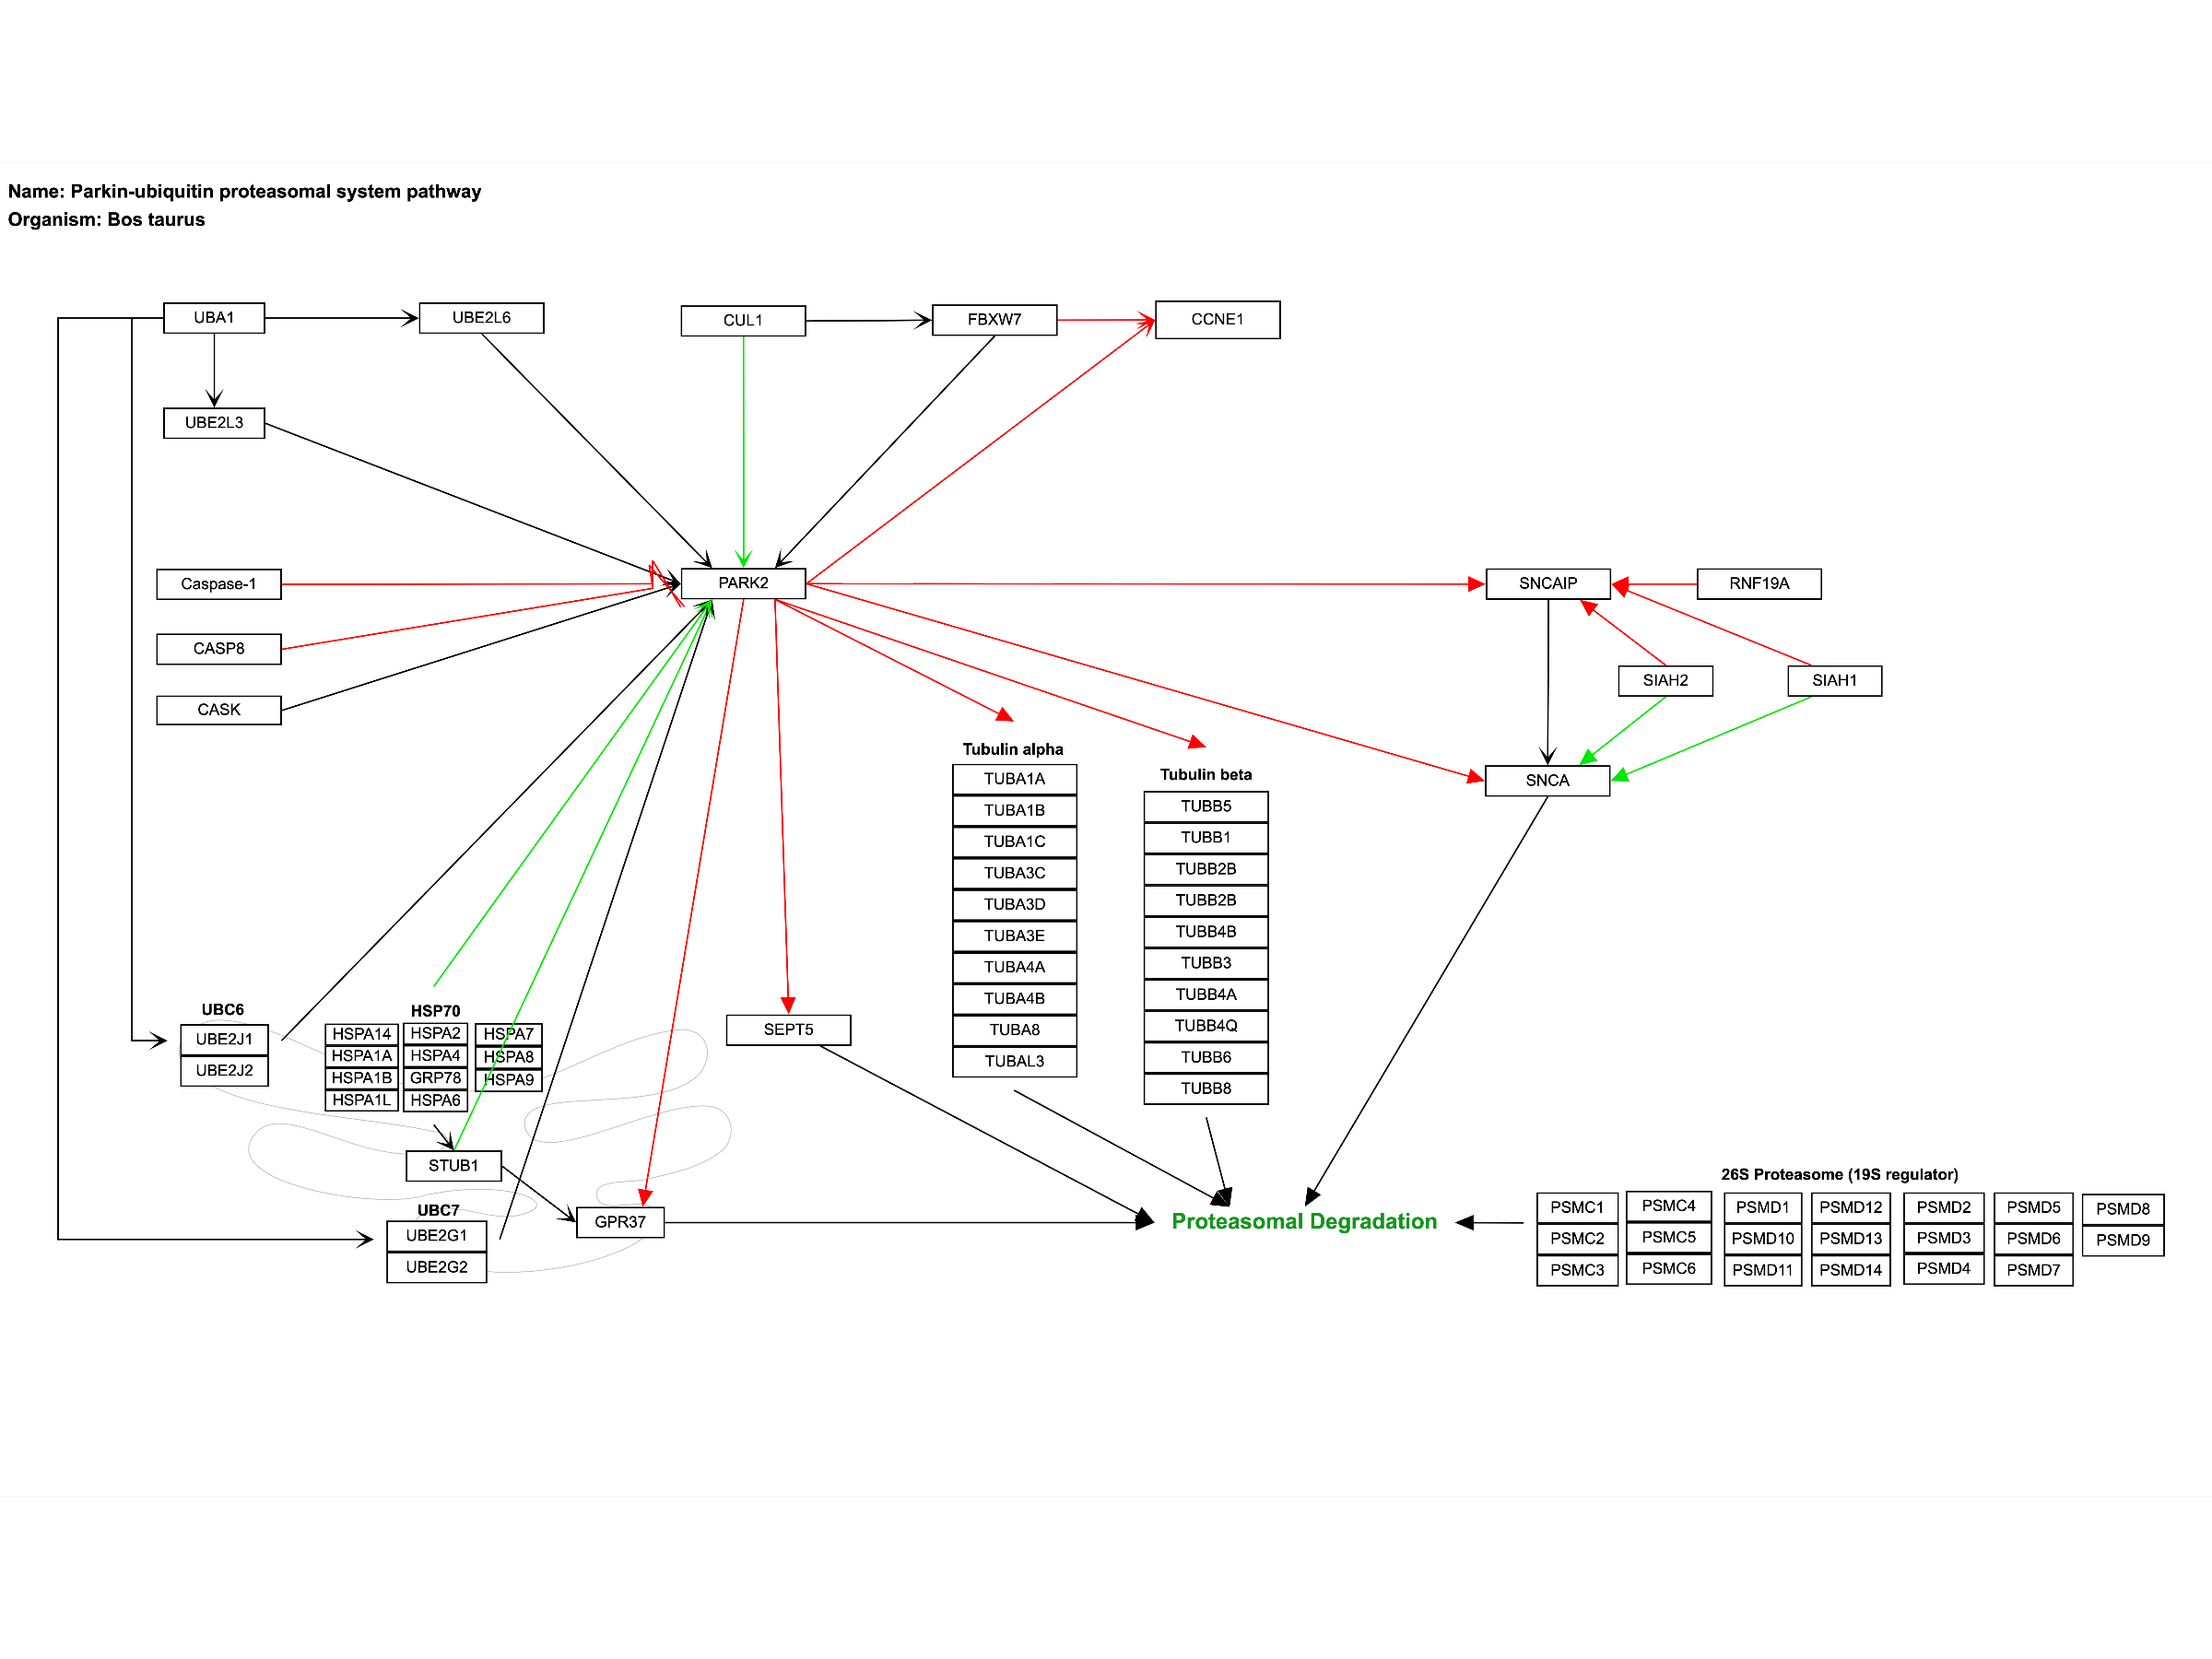 Name: Parkin-ubiquitin proteasomal system pathway
Organism: Bos taurus
UBA1
UBE2L6
CUL1
FBXW7
CCNE1
UBE2L3
Caspase-1
PARK2
SNCAIP
RNF19A
CASP8
SIAH2
SIAH1
CASK
Tubulin alpha
TUBA1A
TUBA1B
TUBA1C
TUBA3C
TUBA3D
TUBA3E
TUBA4A
TUBA4B
TUBA8
TUBAL3
Tubulin beta
TUBB5
TUBB1
TUBB2B
TUBB2B
TUBB4B
TUBB3
TUBB4A
TUBB4Q
TUBB6
TUBB8
SNCA
UBC6
UBE2J1
UBE2J2
HSP70
HSPA14
HSPA1A
HSPA1B
HSPA1L
HSPA2
HSPA4
GRP78
HSPA6
HSPA7
HSPA8
HSPA9
SEPT5
STUB1
UBC7
UBE2G1
UBE2G2
GPR37
Proteasomal Degradation
26S Proteasome (19S regulator)
PSMC1
PSMC2
PSMC3
PSMC4
PSMC5
PSMC6
PSMD1
PSMD10
PSMD11
PSMD12
PSMD13
PSMD14
PSMD2
PSMD3
PSMD4
PSMD5
PSMD6
PSMD7
PSMD8
PSMD9